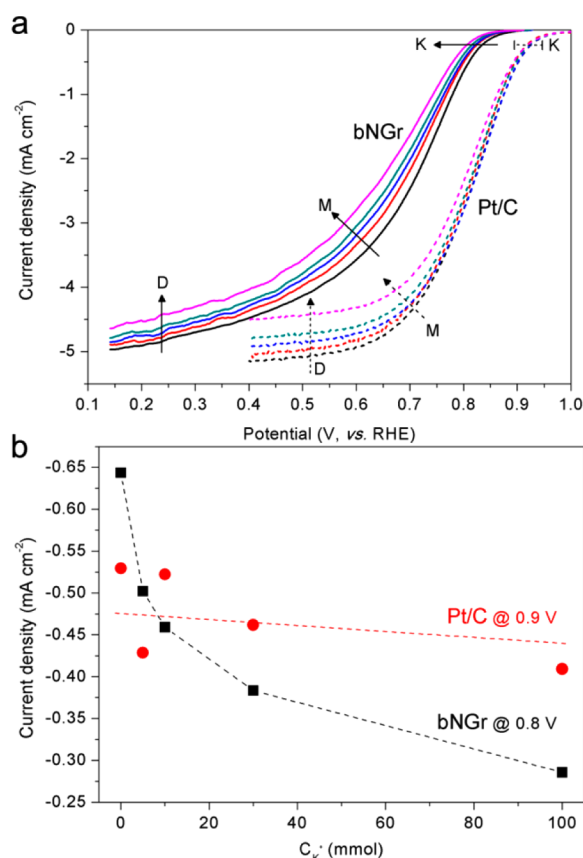 a
0
-1
-2
-3
-4
-5
Current density (mA cm⁻²)
K
K
bNGr
Pt/C
M
M
D
D
0.1 0.2 0.3 0.4 0.5 0.6 0.7 0.8 0.9 1.0
Potential (V, vs. RHE)
b
-0.65
-0.60
-0.55
-0.50
-0.45
-0.40
-0.35
-0.30
-0.25
Current density (mA cm⁻²)
Pt/C @ 0.9 V
bNGr @ 0.8 V
0 20 40 60 80 100
C_K⁺ (mmol)